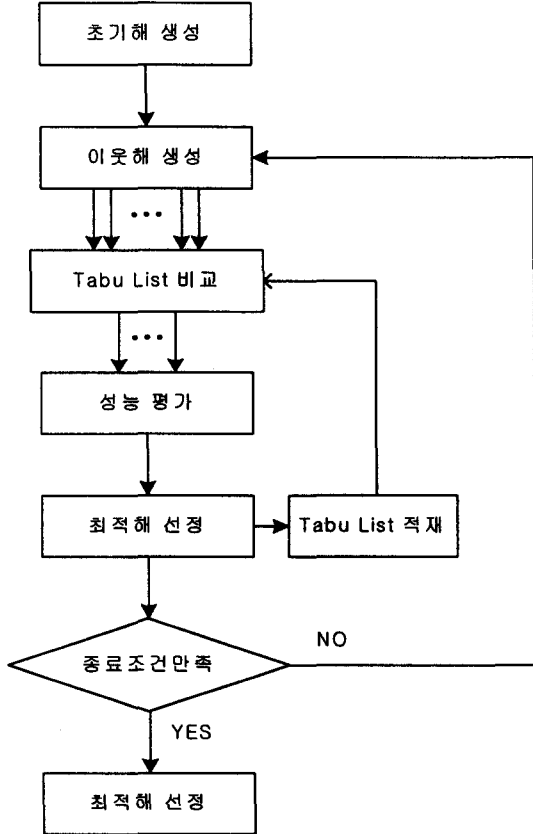 초기해 생성
이웃해 생성
Tabu List 비교
성능 평가
최적해 선정
Tabu List 적재
종료조건만족
NO
YES
최적해 선정